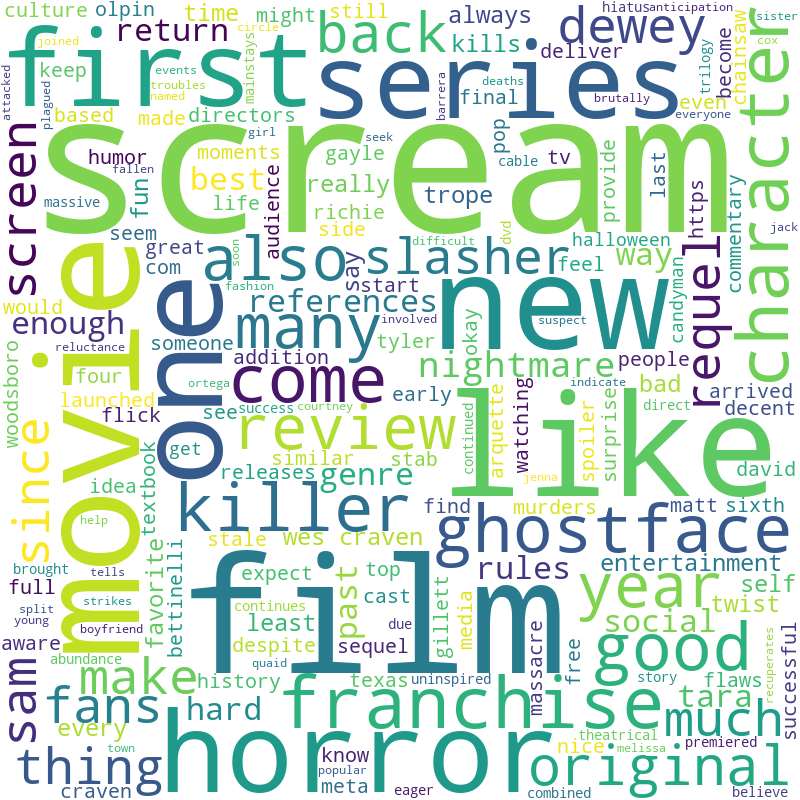 culture
olpin
time
might
always
hiatus
anticipation
sister
joined
circle
return
back
still
kills
dewey
become
chainsaw
cox
attacked
keep
events
troubles
named
mainstays
first
series
deaths
deliver
trilogy
plagued
based
made
directors
final
barrera
brutally
even
everyone
humor
girl
scream
seek
pop
cable
tv
last
character
screen
fallen
moments
gayle
best
really
trope
provide
https
commentary
massive
fun
life
audience
richie
side
dvd
jack
seem
great
soon
also
say
slasher
difficult
halloween
feel
way
candyman
com
fashion
start
movie
one
references
new
requel
would
enough
someone
many
involved
tyler
okay
suspect
woodsboro
reluctance
addition
come
nightmare
people
bad
arrived
four
launched
ortega
early
indicate
decent
flick
see
success
courtney
review
arquette
watching
like
spoiler
surprise
direct
since
get
similar
stab
continued
idea
textbook
releases
genre
jenna
david
help
killer
find
murders
matt
sixth
stale
wes craven
ghostface
brought
tells
full
favorite
bettinelli
expect
top
past
rules
entertainment
split
strikes
continues
cast
gillett
media
year
self
young
least
film
social
twist
aware
boyfriend
despite
due
sequel
massacre
free
good
successful
sam
abundance
quaid
history
texas
uninspired
story
flaws
recuperates
make
fans
hard
franchise
tara
much
every
town
horror
theatrical
nice
melissa
premiered
thing
know
popular
original
craven
meta
eager
combined
believe